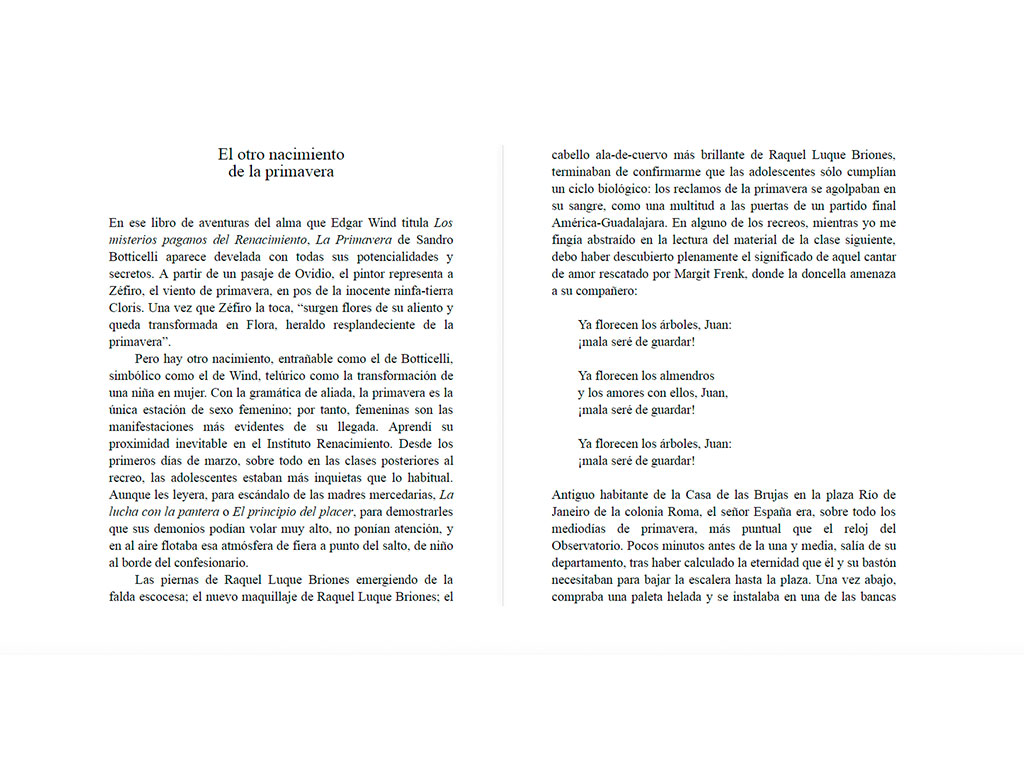 El otro nacimiento
de la primavera
En ese libro de aventuras del alma que Edgar Wind titula Los
misterios paganos del Renacimiento, La Primavera de Sandro
Botticelli aparece develada con todas sus potencialidades y
secretos. A partir de un pasaje de Ovidio, el pintor representa a
Zéfiro, el viento de primavera, en pos de la inocente ninfa-tierra
Cloris. Una vez que Zéfiro la toca, “surgen flores de su aliento y
queda transformada en Flora, heraldo resplandeciente de la
primavera”.
Pero hay otro nacimiento, entrañable como el de Botticelli,
simbólico como el de Wind, telúrico como la transformación de
una niña en mujer. Con la gramática de aliada, la primavera es la
única estación de sexo femenino; por tanto, femeninas son las
manifestaciones más evidentes de su llegada. Aprendí su
proximidad inevitable en el Instituto Renacimiento. Desde los
primeros días de marzo, sobre todo en las clases posteriores al
recreo, las adolescentes estaban más inquietas que lo habitual.
Aunque les leyera, para escándalo de las madres mercedarias, La
lucha con la pantera o El principio del placer, para demostrarles
que sus demonios podían volar muy alto, no ponían atención, y
en al aire flotaba esa atmósfera de fiera a punto del salto, de niño
al borde del confesionario.
Las piernas de Raquel Luque Briones emergiendo de la
falda escocesa; el nuevo maquillaje de Raquel Luque Briones; el
cabello ala-de-cuervo más brillante de Raquel Luque Briones,
terminaban de confirmarme que las adolescentes sólo cumplían
un ciclo biológico: los reclamos de la primavera se agolpaban en
su sangre, como una multitud a las puertas de un partido final
América-Guadalajara. En alguno de los recreos, mientras yo me
fingía abstraído en la lectura del material de la clase siguiente,
debo haber descubierto plenamente el significado de aquel cantar
de amor rescatado por Margit Frenk, donde la doncella amenaza
a su compañero:
Ya florecen los árboles, Juan:
¡mala seré de guardar!
Ya florecen los almendros
y los amores con ellos, Juan,
¡mala seré de guardar!
Ya florecen los árboles, Juan:
¡mala seré de guardar!
Antiguo habitante de la Casa de las Brujas en la plaza Río de
Janeiro de la colonia Roma, el señor España era, sobre todo los
mediodías de primavera, más puntual que el reloj del
Observatorio. Pocos minutos antes de la una y media, salía de su
departamento, tras haber calculado la eternidad que él y su bastón
necesitaban para bajar la escalera hasta la plaza. Una vez abajo,
compraba una paleta helada y se instalaba en una de las bancas